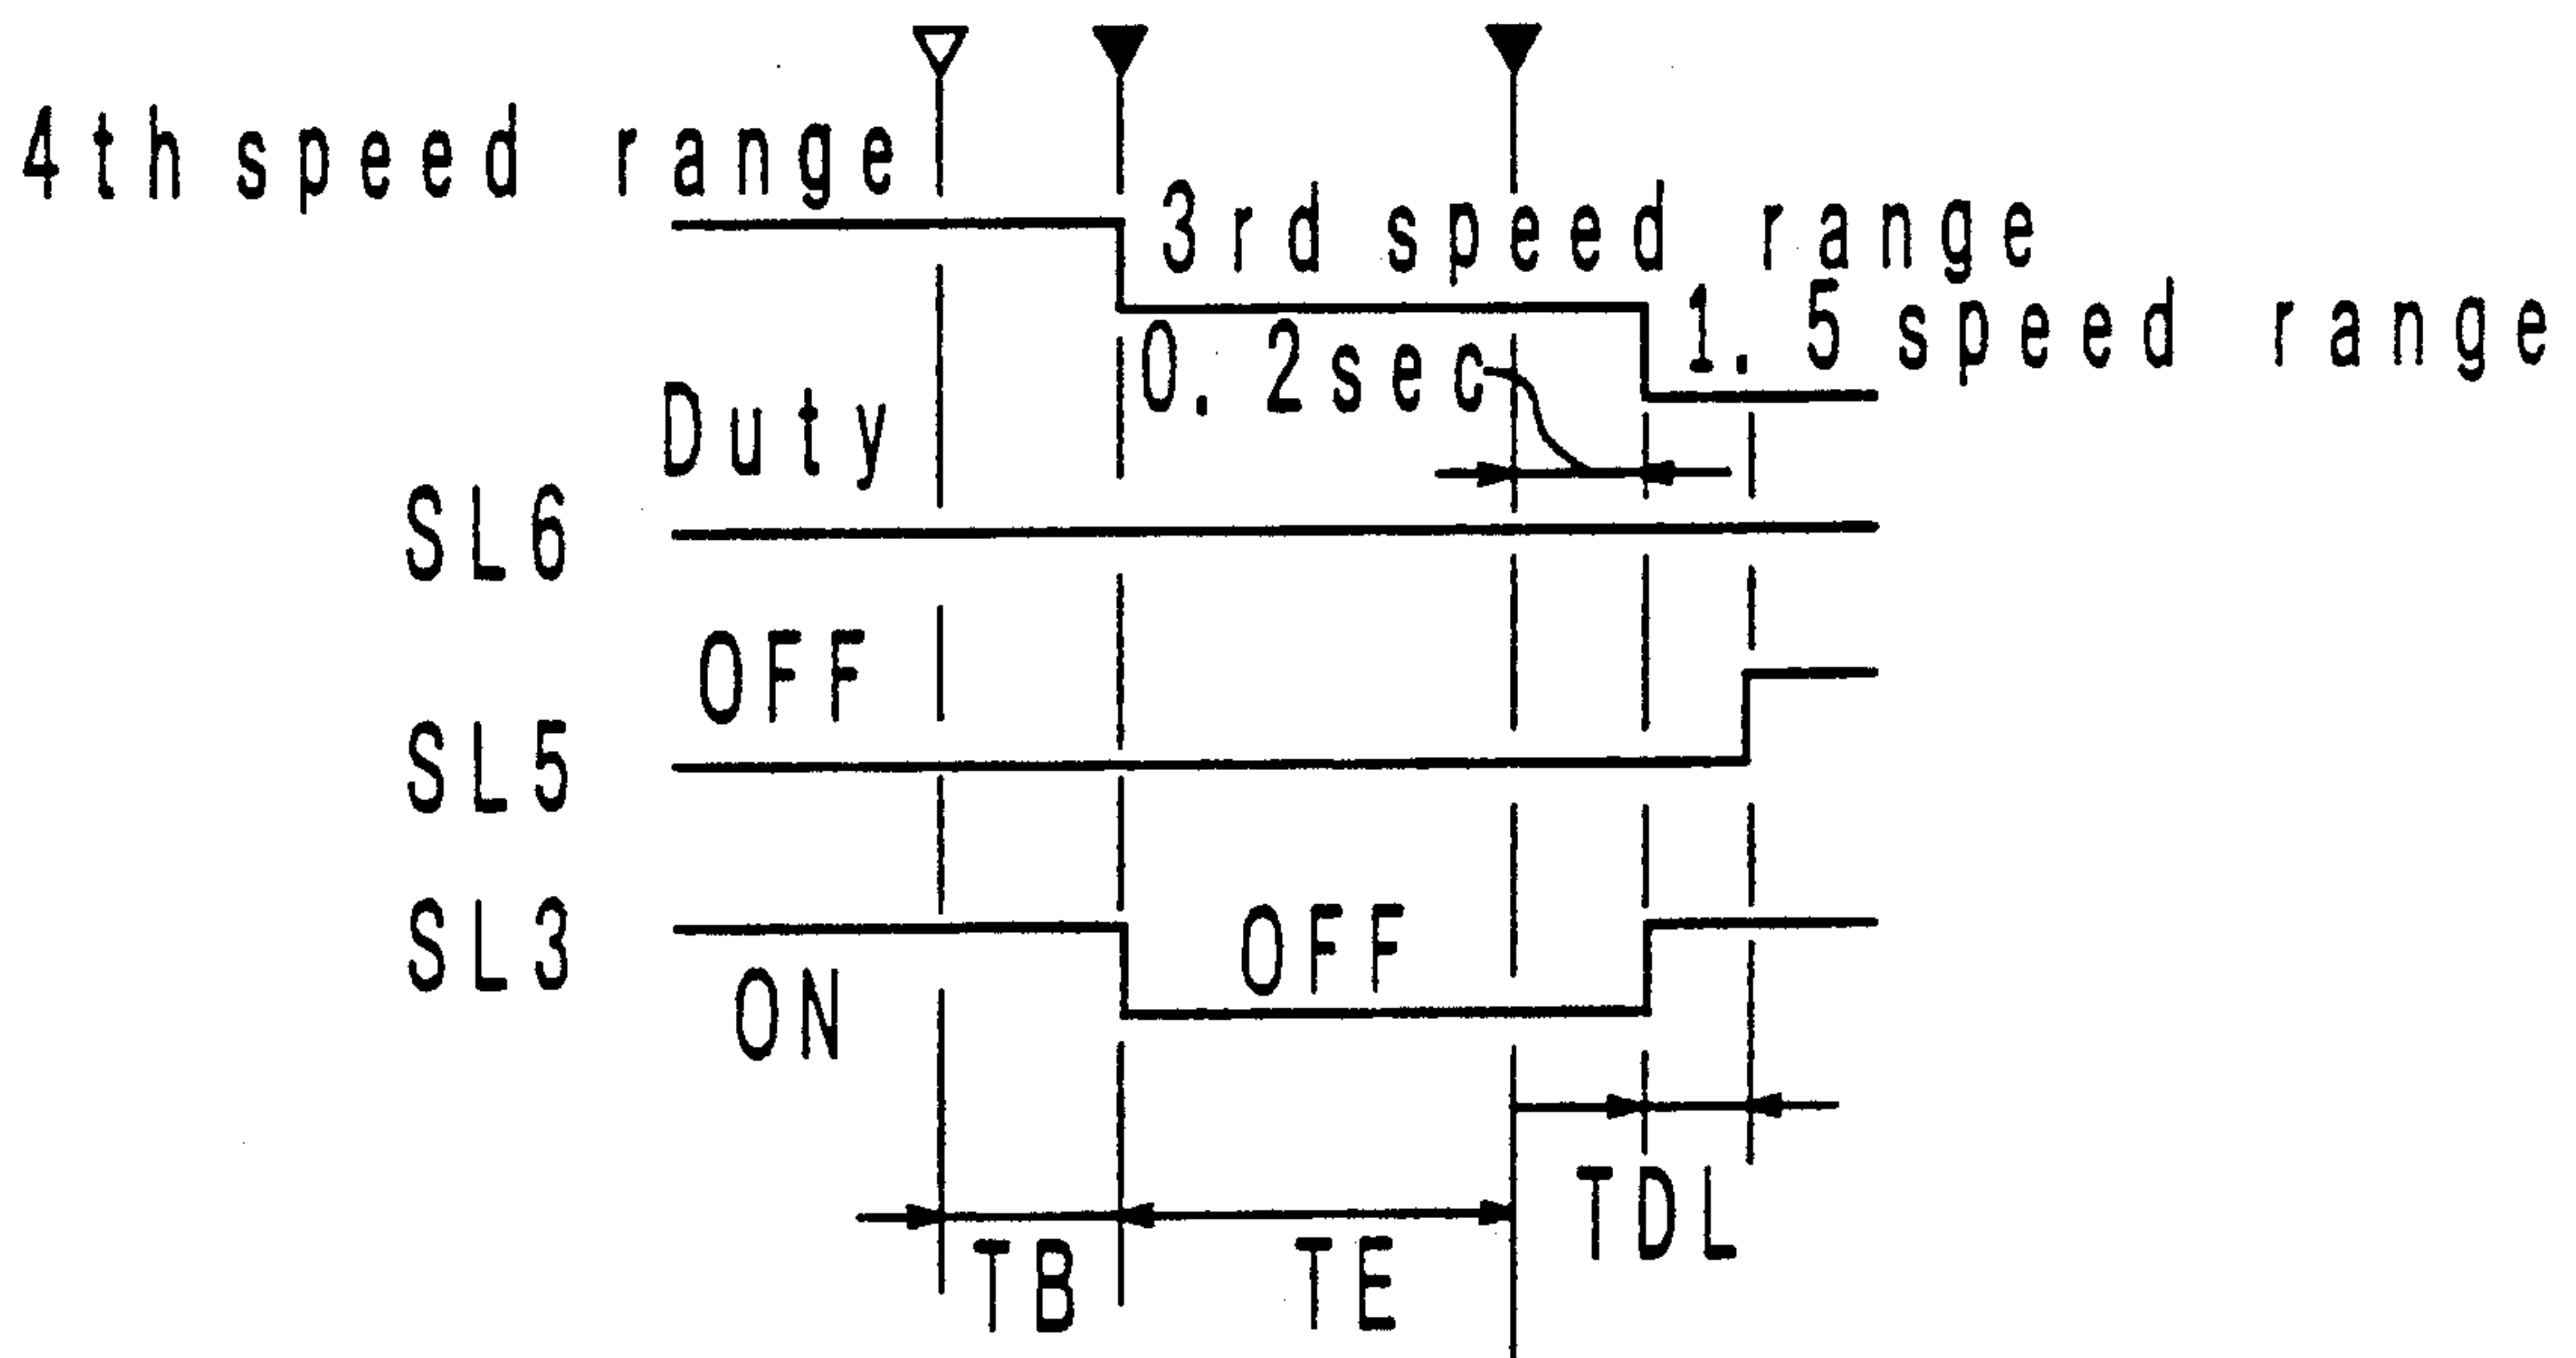 4th speed range
3rd speed range
1.5 speed range
0.2sec
Duty
SL6
OFF
SL5
SL3
OFF
ON
TDL
TB
TE